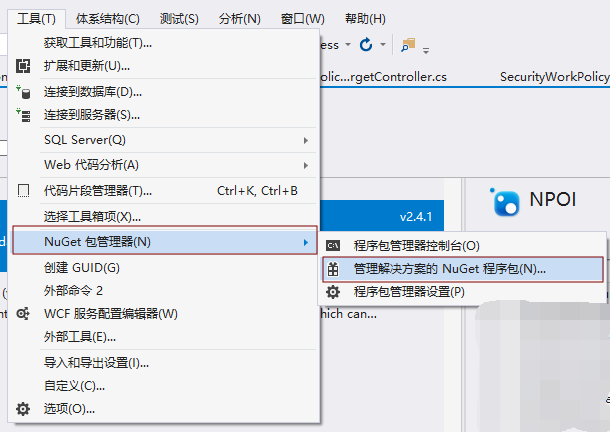 工具(T) 体系结构(C) 测试(S) 分析(N) 窗口(W) 帮助(H)
获取工具和功能(T)...
扩展和更新(U)...
连接到数据库(D)...
连接到服务器(S)...
SQL Server(Q)
Web 代码分析(A)
代码片段管理器(T)... Ctrl+K, Ctrl+B
选择工具箱项(X)...
NuGet 包管理器(N)
创建 GUID(G)
外部命令 2
WCF 服务配置编辑器(W)
外部工具(E)...
导入和导出设置(I)...
自定义(C)...
选项(O)...
ess
olic...rgetController.cs SecurityWorkPolicy
v2.4.1
NPOI
程序包管理器控制台(O)
管理解决方案的 NuGet 程序包(N)...
程序包管理器设置(P)
hich can...